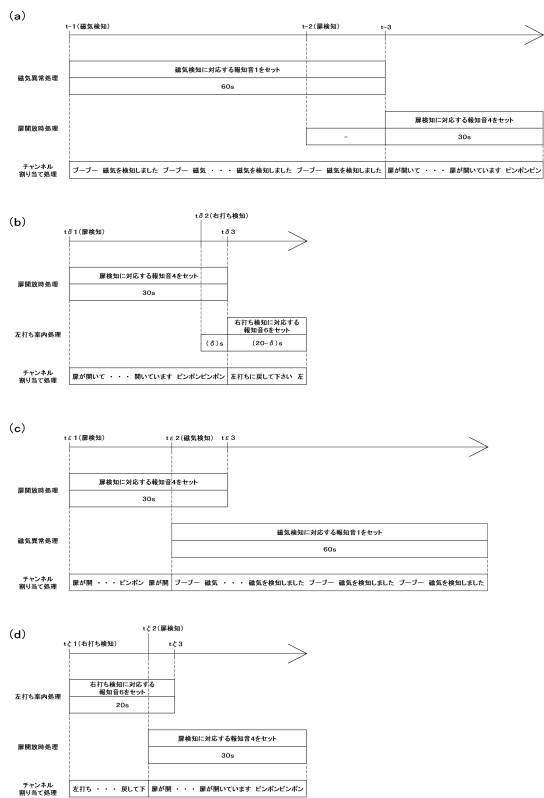 (a)
t-1(磁気検知)
t-2(扉検知)
t-3
磁気検知に対応する報知音1をセット
磁気異常処理
60s
扉検知に対応する報知音4をセット
扉開放時処理
-
30s
チャンネル
割り当て処理
ブーブー 磁気を検知しました ブーブー 磁気 ・・・ 磁気を検知しました ブーブー 磁気を検知しました
扉が開いて ・・・ 扉が開いています ピンポンピン
(b)
tδ2(右打ち検知)
tδ1(扉検知)
tδ3
扉検知に対応する報知音4をセット
扉開放時処理
30s
右打ち検知に対応する
報知音6をセット
左打ち案内処理
(δ)s
(20-δ)s
チャンネル
割り当て処理
扉が開いて ・・・ 開いています ピンポンピンポン
左打ちに戻して下さい 左
(c)
tε1(扉検知)
tε2(磁気検知)
tε3
扉検知に対応する報知音4をセット
扉開放時処理
30s
磁気検知に対応する報知音1をセット
磁気異常処理
60s
チャンネル
割り当て処理
扉が開 ・・・ ピンポン 扉が開
ブーブー 磁気 ・・・ 磁気を検知しました ブーブー 磁気を検知しました ブーブー 磁気を検知しました
(d)
tζ2(扉検知)
tζ1(右打ち検知)
tζ3
右打ち検知に対応する
報知音6をセット
左打ち案内処理
20s
扉検知に対応する報知音4をセット
扉開放時処理
30s
チャンネル
割り当て処理
左打ち ・・・ 戻して下
扉が開 ・・・ 扉が開いています ピンポンピンポン